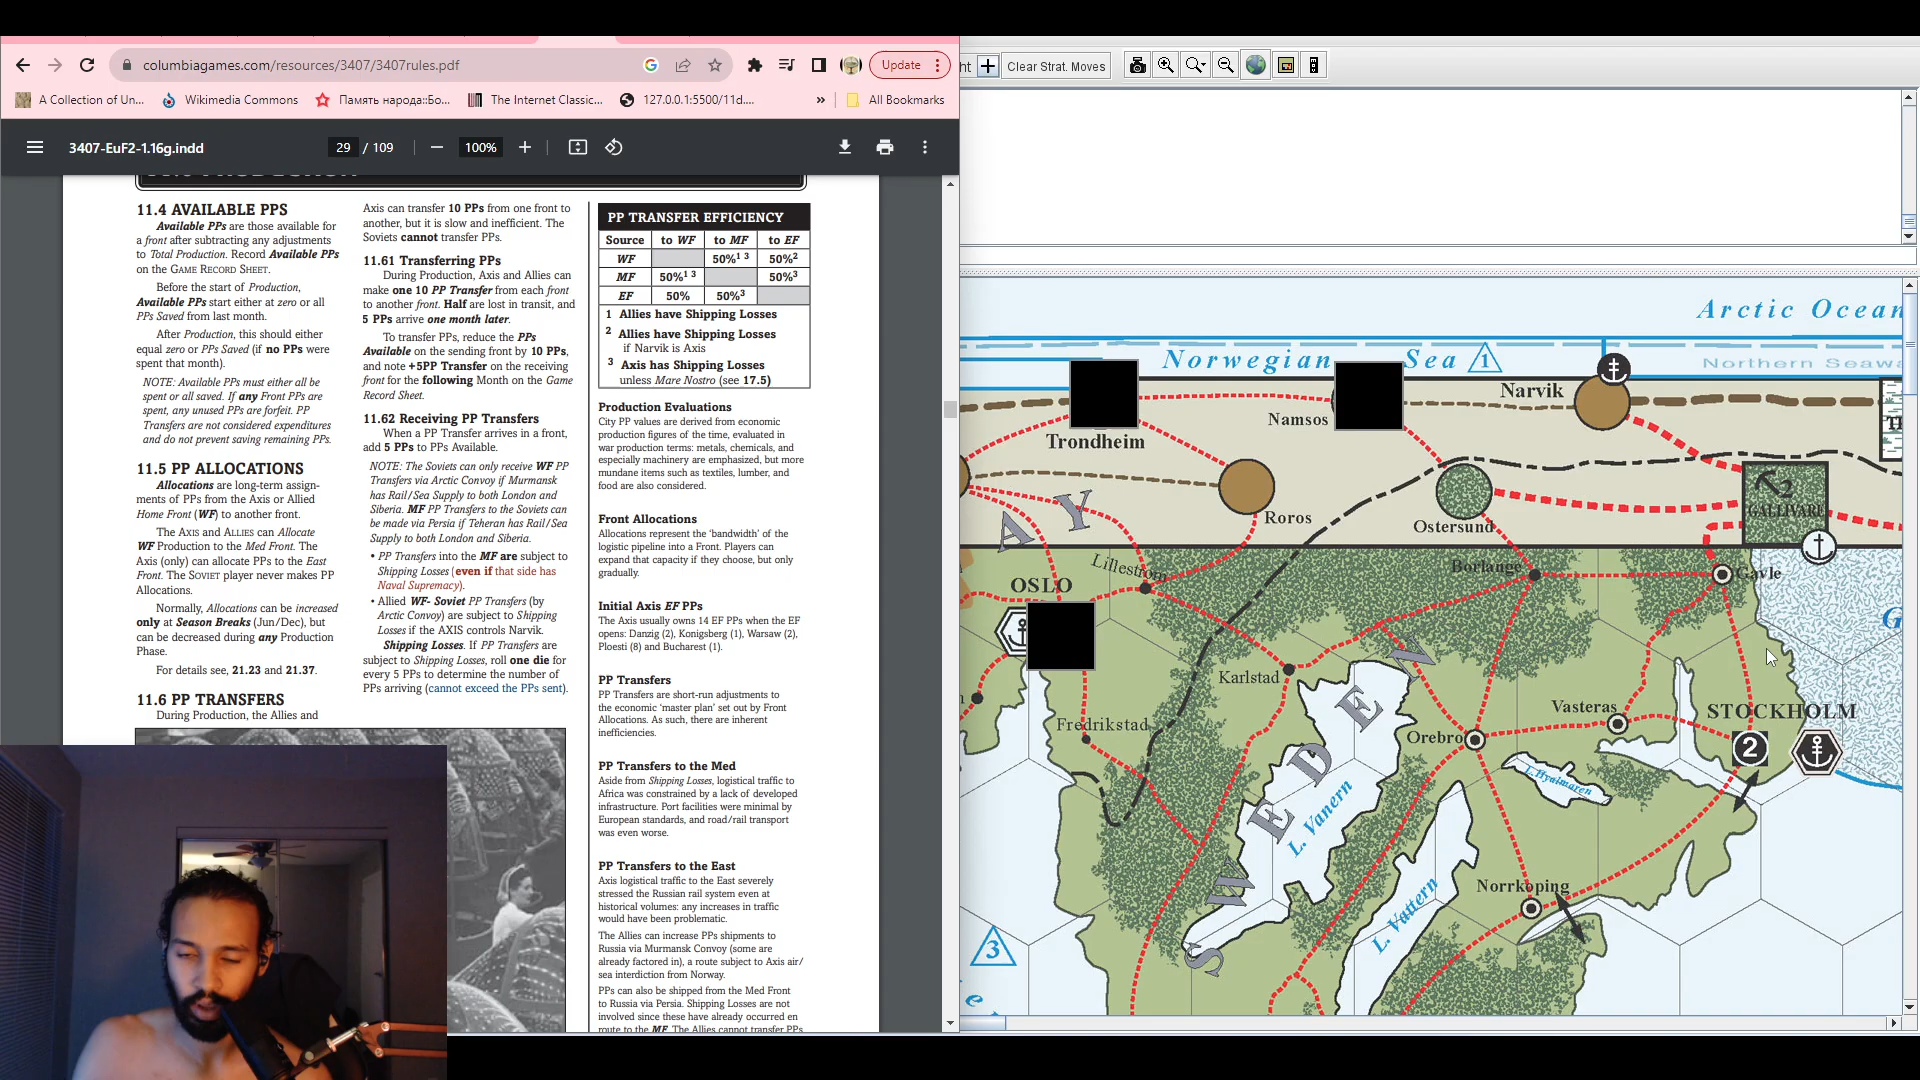 columbiagames.com/resources/3407/3407rules.pdf
Update
A Collection of Un...
Wikimedia Commons
Память народа::Бо...
The Internet Classic...
127.0.0.1:5500/11d....
»
All Bookmarks
3407-EuF2-1.16g.indd
29 / 109
100%
11.4 AVAILABLE PPS
Available PPs are those available for
a front after subtracting any adjustments
to Total Production. Record Available PPs
on the GAME RECORD SHEET.
Before the start of Production,
Available PPs start either at zero or all
PPs Saved from last month.
After Production, this should either
equal zero or PPs Saved (if no PPs were
spent that month).
NOTE: Available PPs must either all be
spent or all saved. If any Front PPs are
spent, any unused PPs are forfeit. PP
Transfers are not considered expenditures
and do not prevent saving remaining PPs.
11.5 PP ALLOCATIONS
Allocations are long-term assign-
ments of PPs from the Axis or Allied
Home Front (WF) to another front.
The AXIS and ALLIES can Allocate
WF Production to the Med Front. The
Axis (only) can allocate PPs to the East
Front. The SOVIET player never makes PP
Allocations.
Normally, Allocations can be increased
only at Season Breaks (Jun/Dec), but
can be decreased during any Production
Phase.
For details see, 21.23 and 21.37.
11.6 PP TRANSFERS
During Production, the Allies and
Axis can transfer 10 PPs from one front to
another, but it is slow and inefficient. The
Soviets cannot transfer PPs.
11.61 Transferring PPs
During Production, Axis and Allies can
make one 10 PP Transfer from each front
to another front. Half are lost in transit, and
5 PPs arrive one month later.
To transfer PPs, reduce the PPs
Available on the sending front by 10 PPs,
and note +5PP Transfer on the receiving
front for the following Month on the Game
Record Sheet.
11.62 Receiving PP Transfers
When a PP Transfer arrives in a front,
add 5 PPs to PPs Available.
NOTE: The Soviets can only receive WF PP
Transfers via Arctic Convoy if Murmansk
has Rail/Sea Supply to both London and
Siberia. MF PP Transfers to the Soviets can
be made via Persia if Teheran has Rail/Sea
Supply to both London and Siberia.
• PP Transfers into the MF are subject to
Shipping Losses (even if that side has
Naval Supremacy).
• Allied WF- Soviet PP Transfers (by
Arctic Convoy) are subject to Shipping
Losses if the AXIS controls Narvik.
Shipping Losses. If PP Transfers are
subject to Shipping Losses, roll one die for
every 5 PPs to determine the number of
PPs arriving (cannot exceed the PPs sent).
PP TRANSFER EFFICIENCY
Source to WF to MF to EF
WF 50%1 3 50%2
MF 50%1 3 50%3
EF 50% 50%3
1 Allies have Shipping Losses
2 Allies have Shipping Losses
if Narvik is Axis
3 Axis has Shipping Losses
unless Mare Nostro (see 17.5)
Production Evaluations
City PP values are derived from economic
production figures of the time, evaluated in
war production terms: metals, chemicals, and
especially machinery are emphasized, but more
mundane items such as textiles, lumber, and
food are also considered.
Front Allocations
Allocations represent the 'bandwidth' of the
logistic pipeline into a Front. Players can
expand that capacity if they choose, but only
gradually.
Initial Axis EF PPs
The Axis usually owns 14 EF PPs when the EF
opens: Danzig (2), Konigsberg (1), Warsaw (2),
Ploesti (8) and Bucharest (1).
PP Transfers
PP Transfers are short-run adjustments to
the economic 'master plan' set out by Front
Allocations. As such, there are inherent
inefficiencies.
PP Transfers to the Med
Aside from Shipping Losses, logistical traffic to
Africa was constrained by a lack of developed
infrastructure. Port facilities were minimal by
European standards, and road/rail transport
was even worse.
PP Transfers to the East
Axis logistical traffic to the East severely
stressed the Russian rail system even at
historical volumes: any increases in traffic
would have been problematic.
The Allies can increase PPs shipments to
Russia via Murmansk Convoy (some are
already factored in), a route subject to Axis air/
sea interdiction from Norway.
PPs can also be shipped from the Med Front
to Russia via Persia. Shipping Losses are not
involved since these have already occurred en
route to the MF. The Allies cannot transfer PPs
ht
Clear Strat. Moves
Arctic Ocean
Norwegian Sea 1
Northern Seawa
Narvik
Namsos
Trondheim
Roros
Ostersund
2
GALLIVARE
A Y
Lillestrom
OSLO
Borlange
Gavle
G
Karlstad
Fredrikstad
Vasteras
STOCKHOLM
2
Orebro
L. Hyalmaren
SWEDEN
L. Vanern
L. Vattern
Norrkoping
3
e